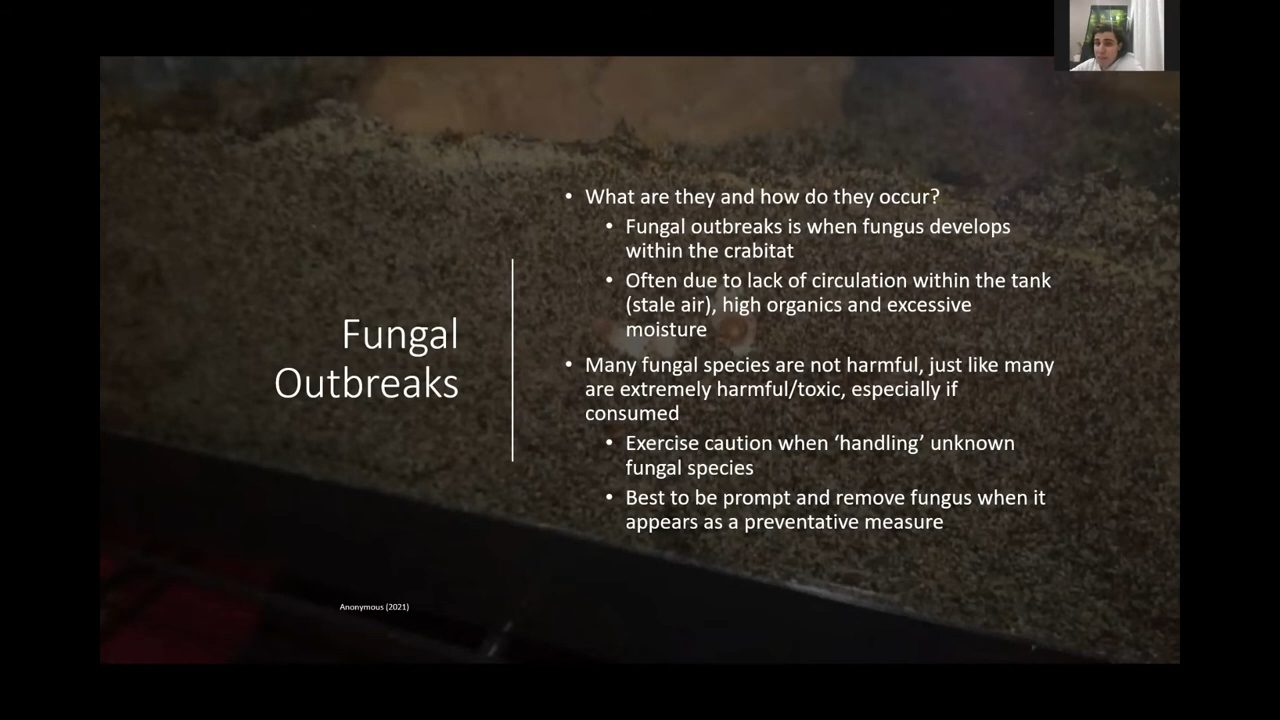 Fungal
Outbreaks
• What are they and how do they occur?
• Fungal outbreaks is when fungus develops
within the crabitat
• Often due to lack of circulation within the tank
(stale air), high organics and excessive
moisture
• Many fungal species are not harmful, just like many
are extremely harmful/toxic, especially if
consumed
• Exercise caution when ‘handling’ unknown
fungal species
• Best to be prompt and remove fungus when it
appears as a preventative measure
Anonymous (2021)